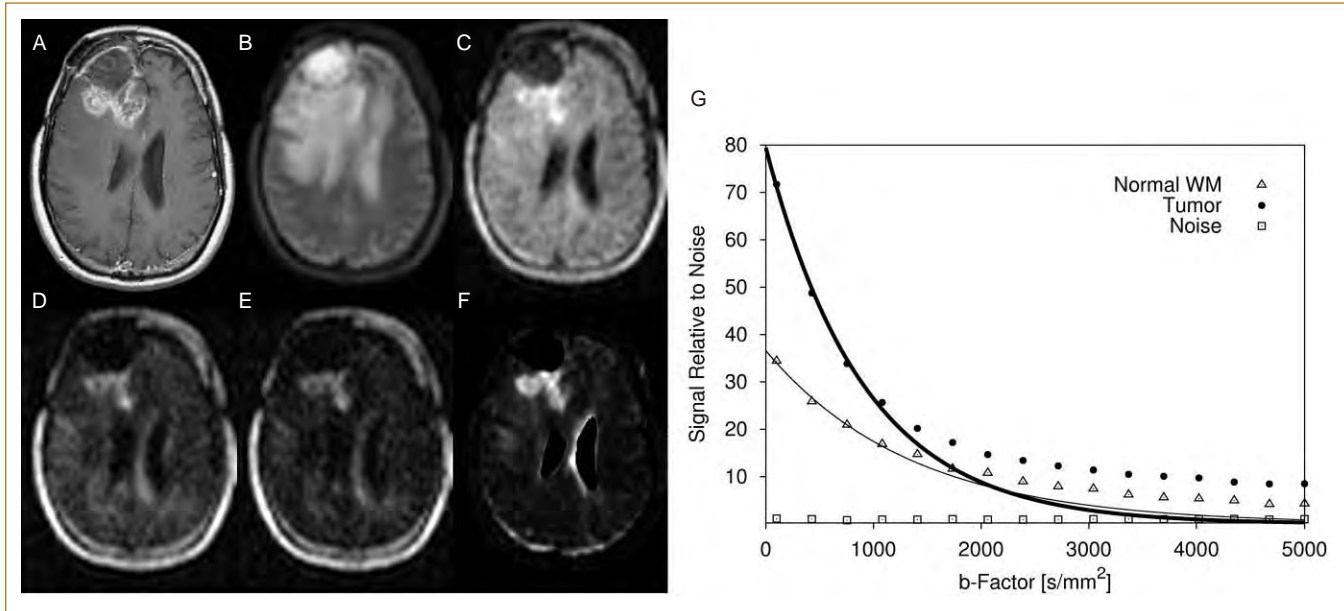 A
B
C
D
E
F
G
80
70
60
50
40
30
20
10
Signal Relative to Noise
Normal WM
Tumor
Noise
0
1000
2000
3000
4000
5000
b-Factor [s/mm²]